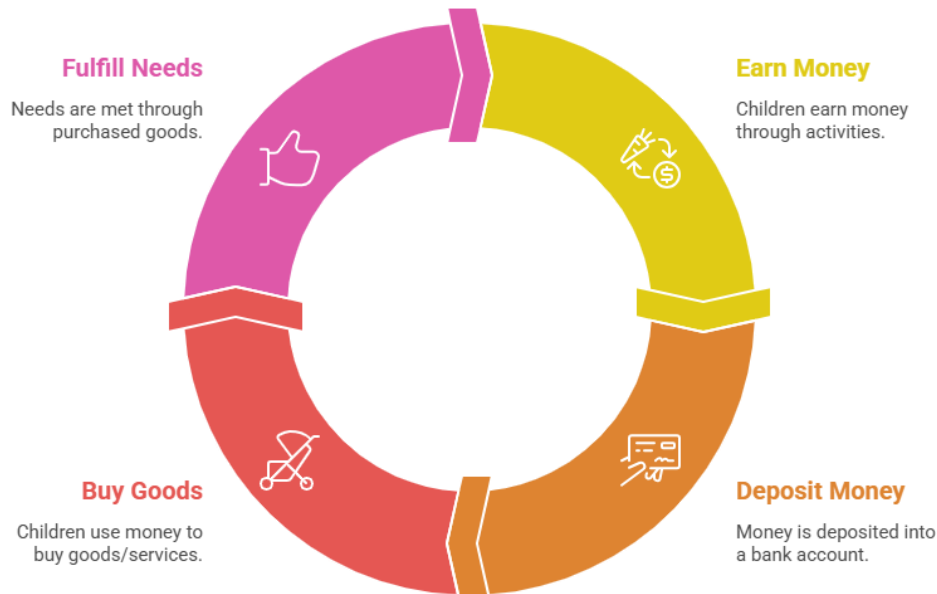 Fulfill Needs
Needs are met through
purchased goods.
Earn Money
Children earn money
through activities.
Buy Goods
Children use money to
buy goods/services.
Deposit Money
Money is deposited into
a bank account.
$